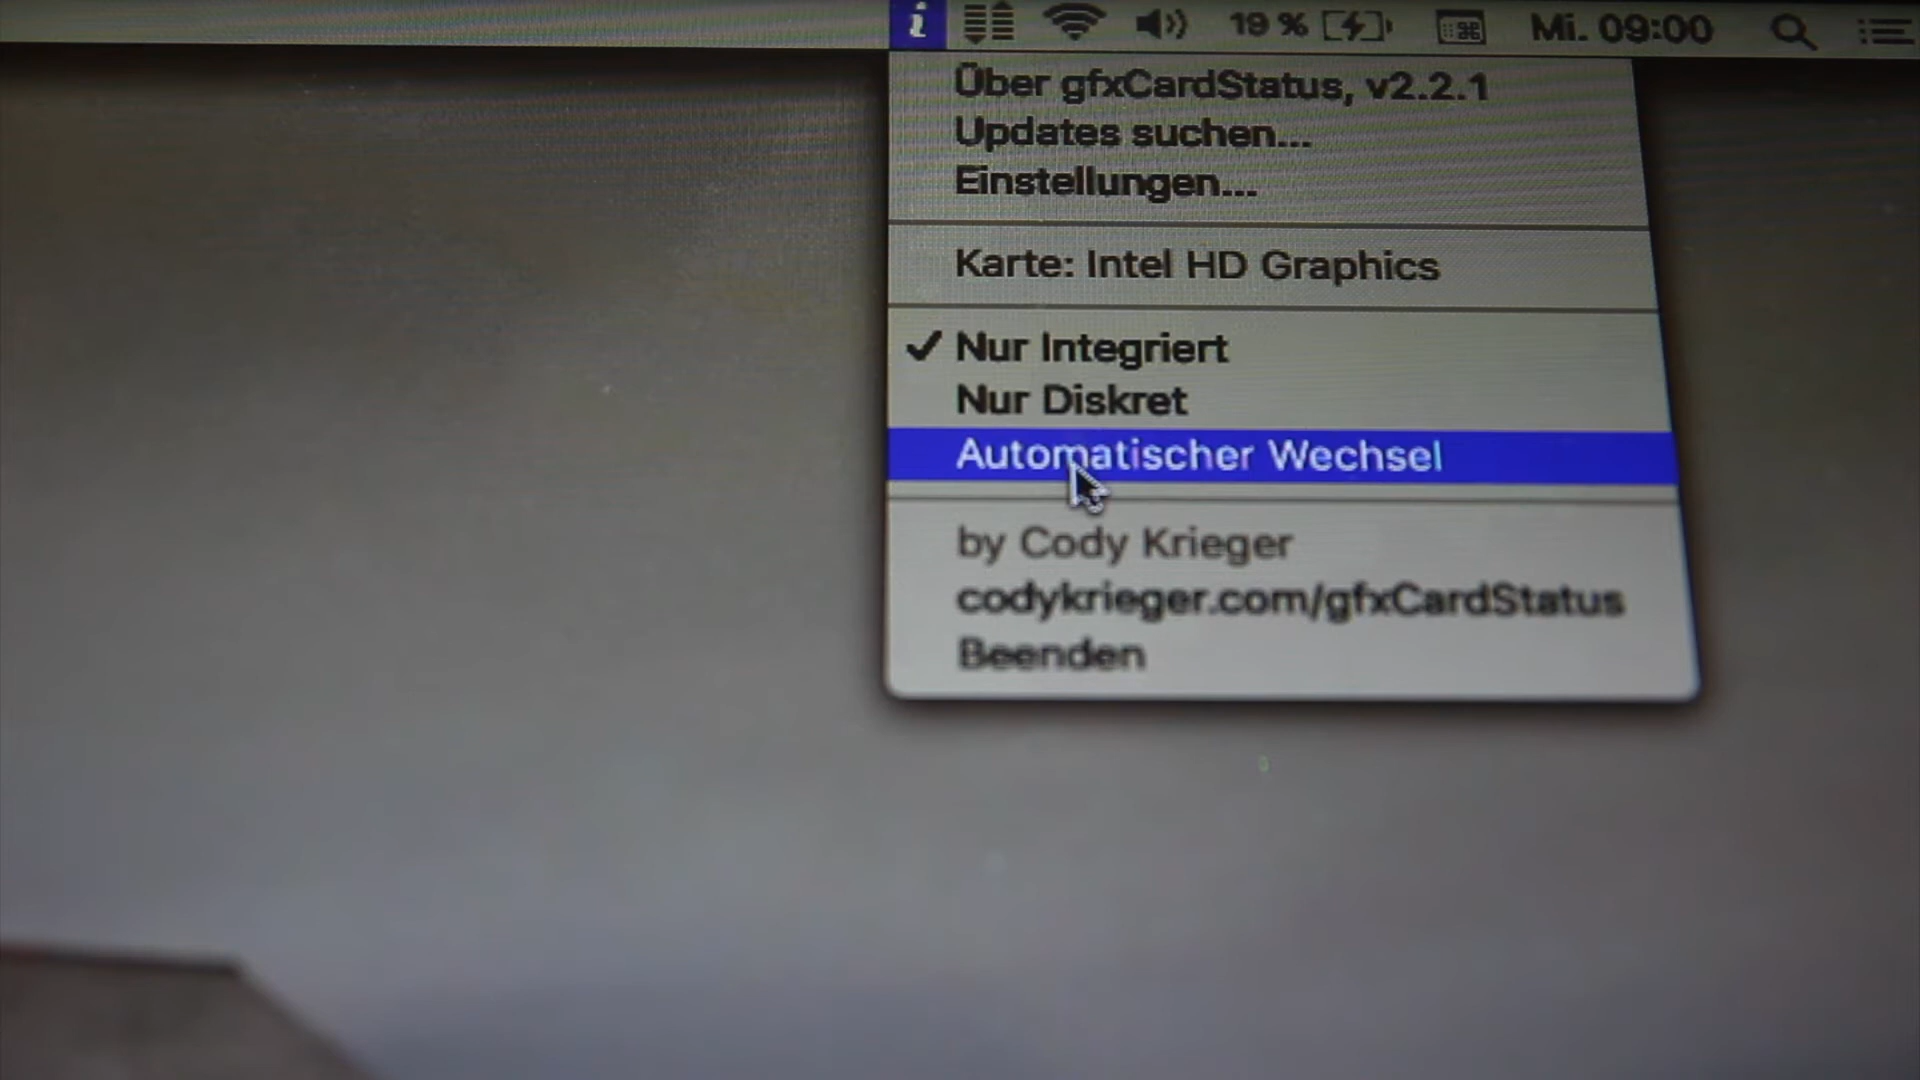 i 19 % Mi. 09:00
Über gfxCardStatus, v2.2.1
Updates suchen...
Einstellungen...
Karte: Intel HD Graphics
✓ Nur Integriert
Nur Diskret
Automatischer Wechsel
by Cody Krieger
codykrieger.com/gfxCardStatus
Beenden